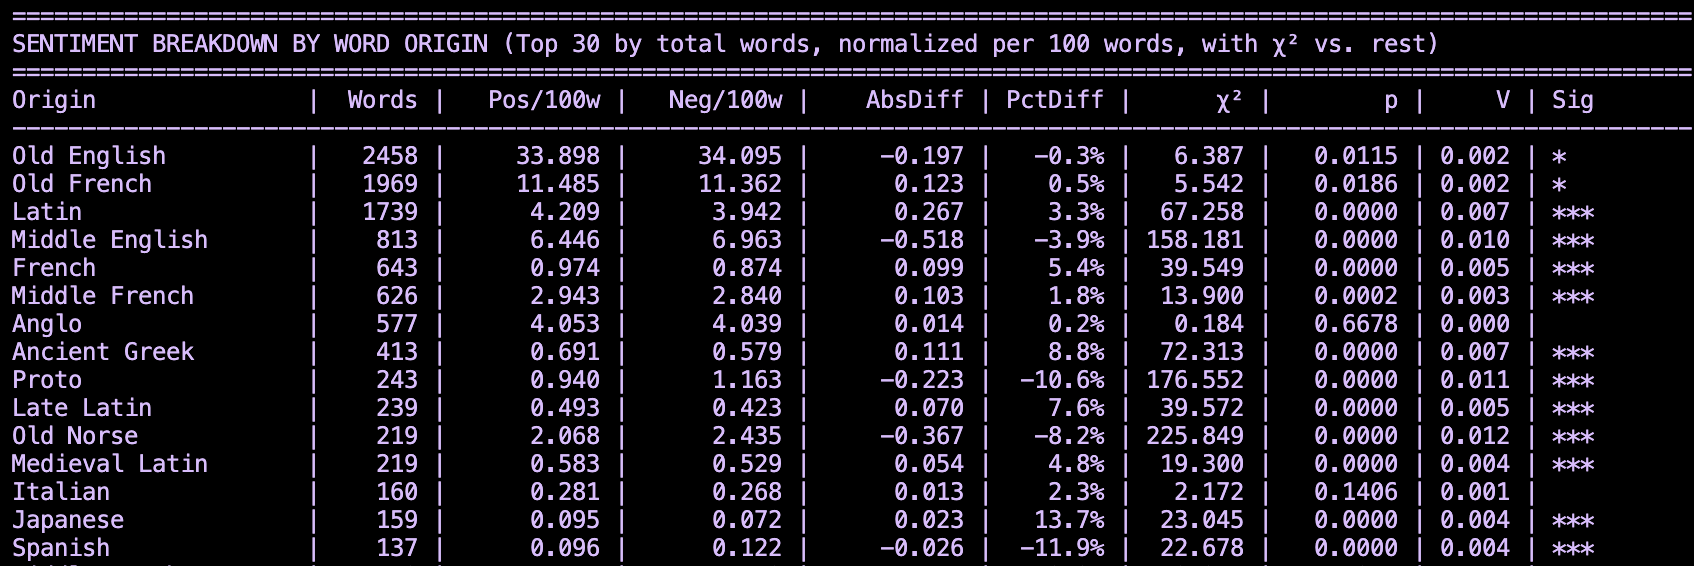 SENTIMENT BREAKDOWN BY WORD ORIGIN (Top 30 by total words, normalized per 100 words, with χ² vs. rest)
Origin | Words | Pos/100w | Neg/100w | AbsDiff | PctDiff | χ² | p | V | Sig
Old English | 2458 | 33.898 | 34.095 | −0.197 | −0.3% | 6.387 | 0.0115 | 0.002 | *
Old French | 1969 | 11.485 | 11.362 | 0.123 | 0.5% | 5.542 | 0.0186 | 0.002 | *
Latin | 1739 | 4.209 | 3.942 | 0.267 | 3.3% | 67.258 | 0.0000 | 0.007 | ***
Middle English | 813 | 6.446 | 6.963 | −0.518 | −3.9% | 158.181 | 0.0000 | 0.010 | ***
French | 643 | 0.974 | 0.874 | 0.099 | 5.4% | 39.549 | 0.0000 | 0.005 | ***
Middle French | 626 | 2.943 | 2.840 | 0.103 | 1.8% | 13.900 | 0.0002 | 0.003 | ***
Anglo | 577 | 4.053 | 4.039 | 0.014 | 0.2% | 0.184 | 0.6678 | 0.000 |
Ancient Greek | 413 | 0.691 | 0.579 | 0.111 | 8.8% | 72.313 | 0.0000 | 0.007 | ***
Proto | 243 | 0.940 | 1.163 | −0.223 | −10.6% | 176.552 | 0.0000 | 0.011 | ***
Late Latin | 239 | 0.493 | 0.423 | 0.070 | 7.6% | 39.572 | 0.0000 | 0.005 | ***
Old Norse | 219 | 2.068 | 2.435 | −0.367 | −8.2% | 225.849 | 0.0000 | 0.012 | ***
Medieval Latin | 219 | 0.583 | 0.529 | 0.054 | 4.8% | 19.300 | 0.0000 | 0.004 | ***
Italian | 160 | 0.281 | 0.268 | 0.013 | 2.3% | 2.172 | 0.1406 | 0.001 |
Japanese | 159 | 0.095 | 0.072 | 0.023 | 13.7% | 23.045 | 0.0000 | 0.004 | ***
Spanish | 137 | 0.096 | 0.122 | −0.026 | −11.9% | 22.678 | 0.0000 | 0.004 | ***